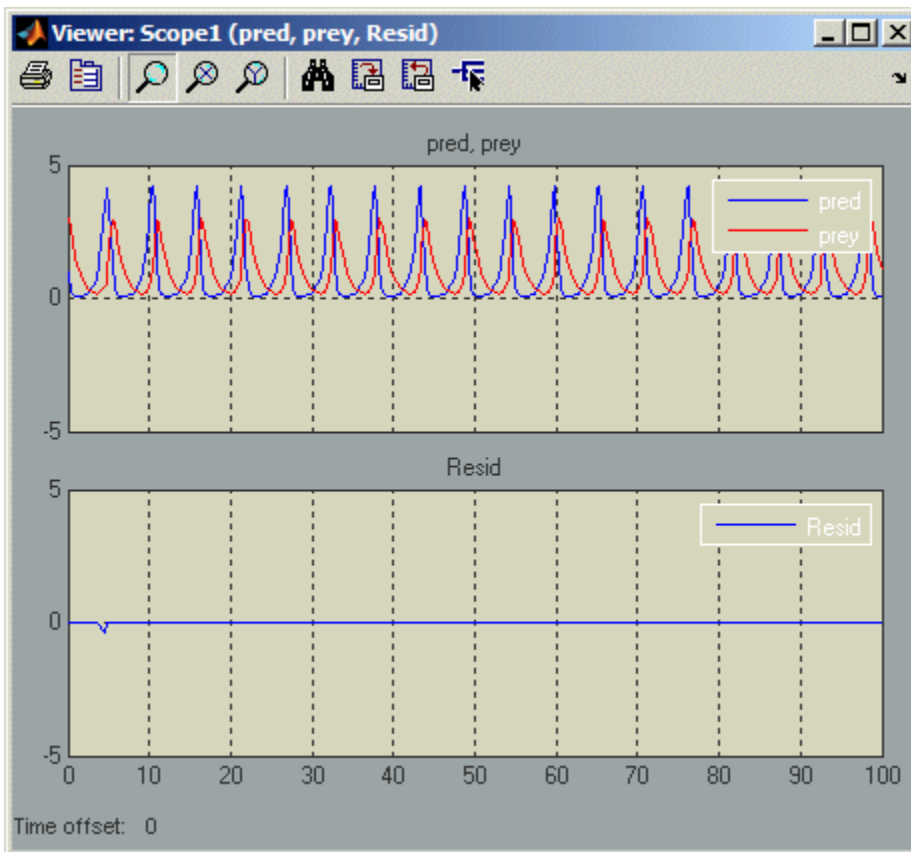 Viewer: Scope1 (pred, prey, Resid)
pred, prey
5
0
-5
pred
prey
Resid
5
0
-5
Resid
0 10 20 30 40 50 60 70 80 90 100
Time offset: 0